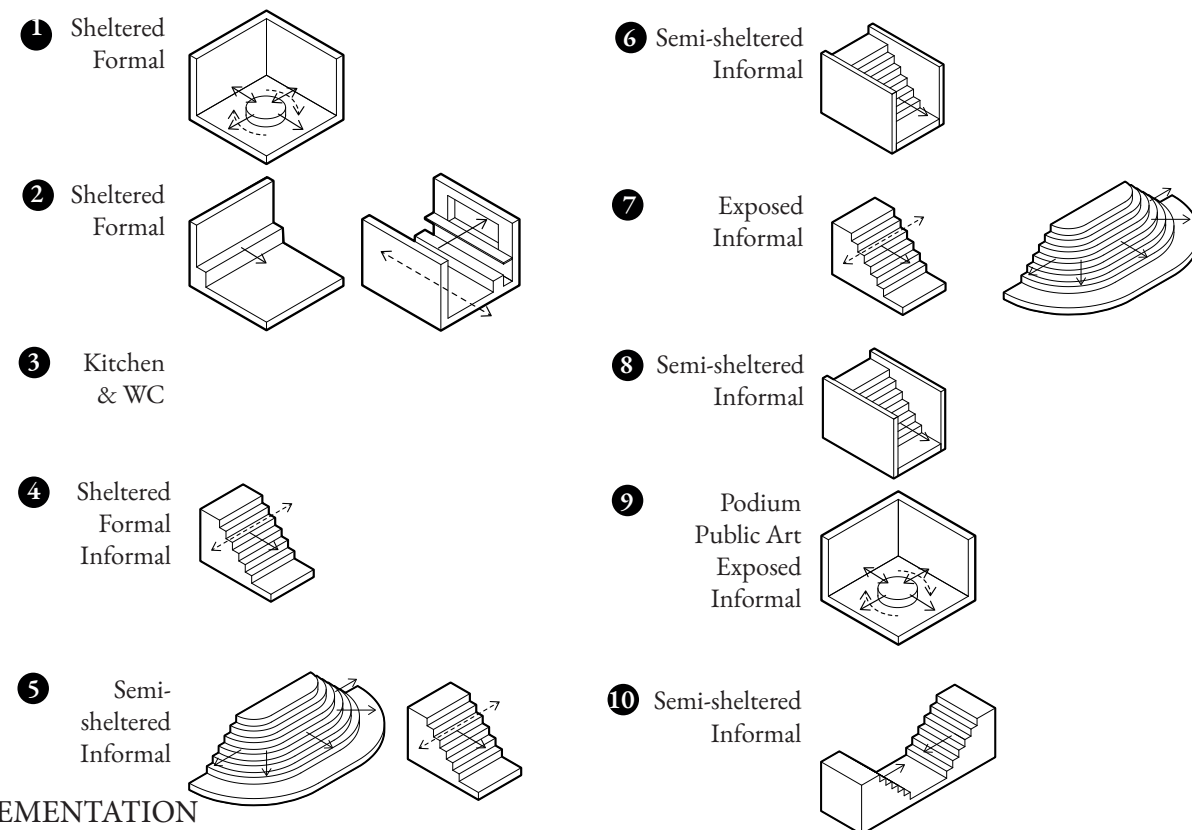 1 Sheltered
Formal
2 Sheltered
Formal
3 Kitchen
& WC
4 Sheltered
Formal
Informal
5 Semi-
sheltered
Informal
EMENTATION
6 Semi-sheltered
Informal
7 Exposed
Informal
8 Semi-sheltered
Informal
9 Podium
Public Art
Exposed
Informal
10 Semi-sheltered
Informal